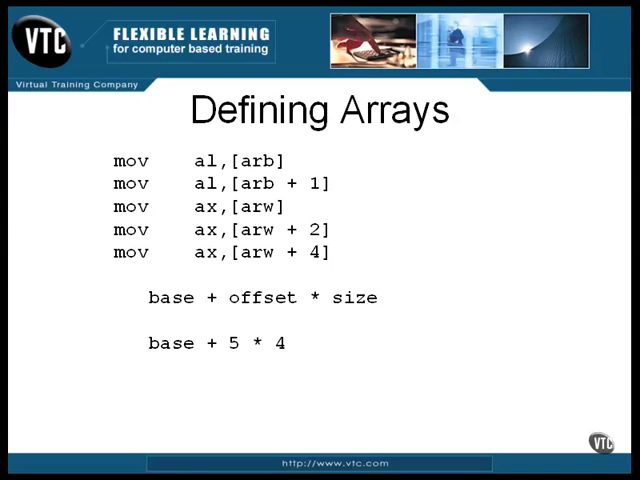 VTC
FLEXIBLE LEARNING
for computer based training
Virtual Training Company
Defining Arrays
mov al,[arb]
mov al,[arb + 1]
mov ax,[arw]
mov ax,[arw + 2]
mov ax,[arw + 4]
base + offset * size
base + 5 * 4
VTC
http://www.vtc.com